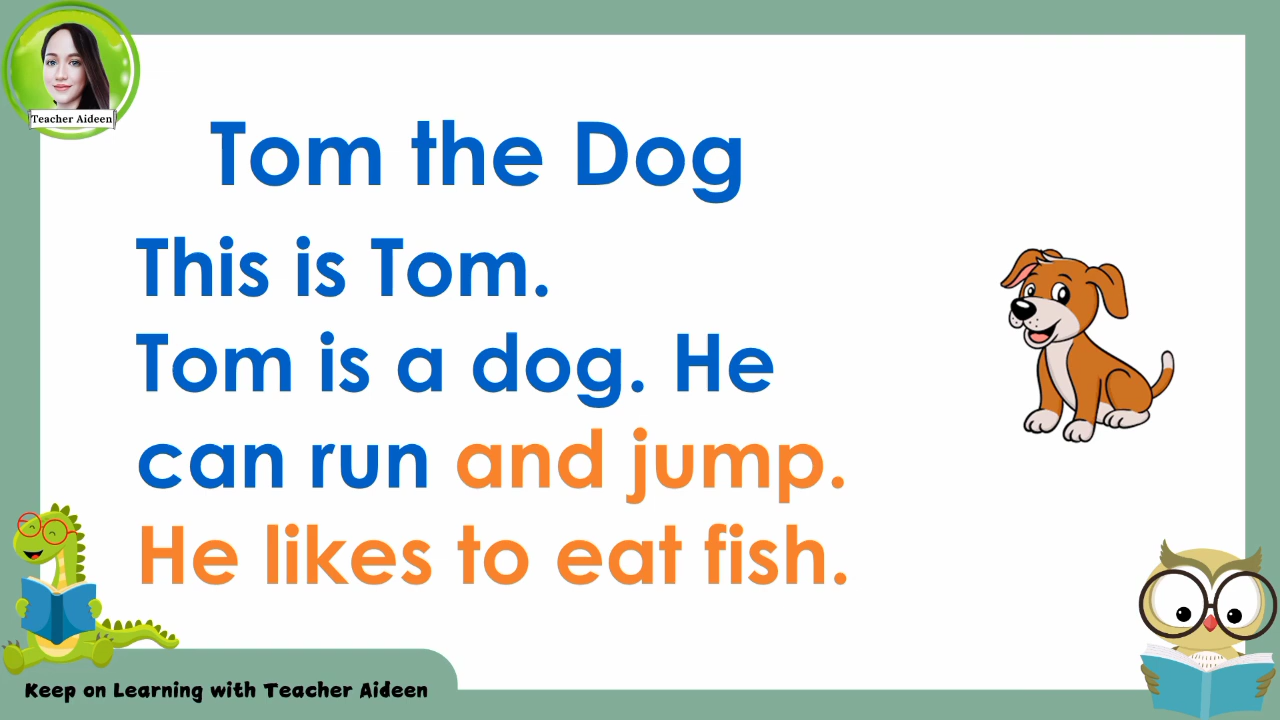 Teacher Aideen
Tom the Dog
This is Tom.
Tom is a dog. He
can run and jump.
He likes to eat fish.
Keep on Learning with Teacher Aideen